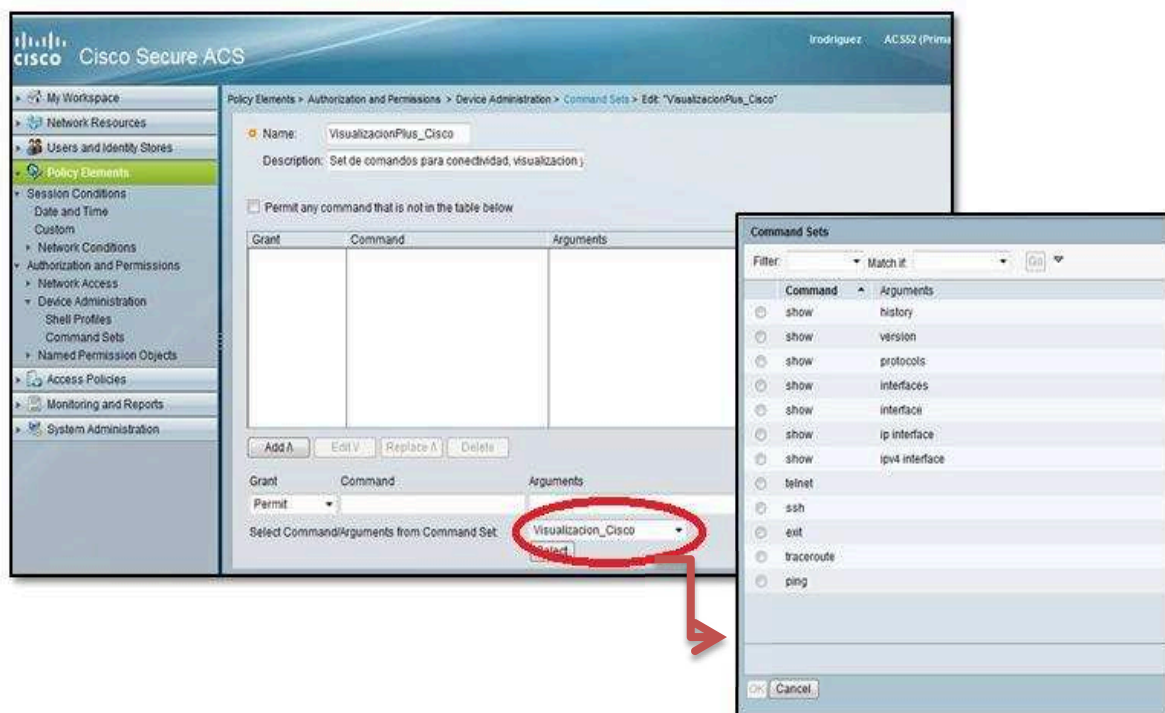 cisco Cisco Secure ACS
lrodriguez ACS52 (Prima
My Workspace
Network Resources
Users and Identity Stores
Policy Elements
Session Conditions
Date and Time
Custom
Network Conditions
Authorization and Permissions
Network Access
Device Administration
Shell Profiles
Command Sets
Named Permission Objects
Access Policies
Monitoring and Reports
System Administration
Policy Elements > Authorization and Permissions > Device Administration > Command Sets > Edit: "VisualizacionPlus_Cisco"
Name: VisualizacionPlus_Cisco
Description: Set de comandos para conectividad, visualizacion y
Permit any command that is not in the table below
Grant Command Arguments
Add Λ Edit V Replace Λ Delete
Grant Command Arguments
Permit
Select Command/Arguments from Command Set: Visualizacion_Cisco
Select
Command Sets
Filter: Match if: Go
Command Arguments
show history
show version
show protocols
show interfaces
show interface
show ip interface
show ipv4 interface
telnet
ssh
exit
traceroute
ping
OK Cancel